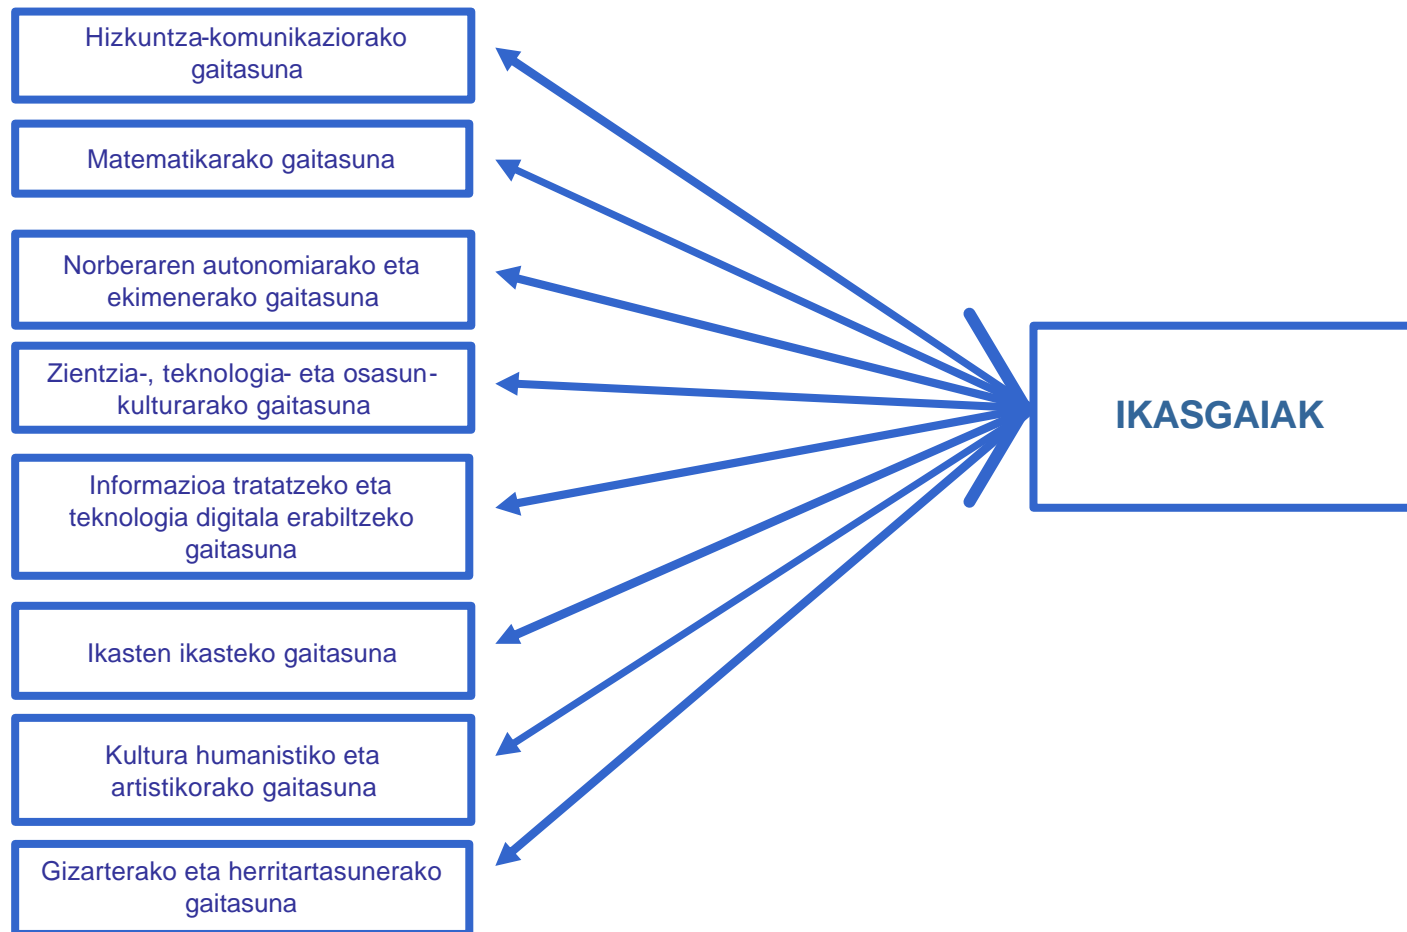 Hizkuntza-komunikaziorako
gaitasuna
Matematikarako gaitasuna
Norberaren autonomiarako eta
ekimenerako gaitasuna
Zientzia-, teknologia- eta osasun-
kulturarako gaitasuna
Informazioa tratatzeko eta
teknologia digitala erabiltzeko
gaitasuna
Ikasten ikasteko gaitasuna
Kultura humanistiko eta
artistikorako gaitasuna
Gizarterako eta herritartasunerako
gaitasuna
IKASGAIAK